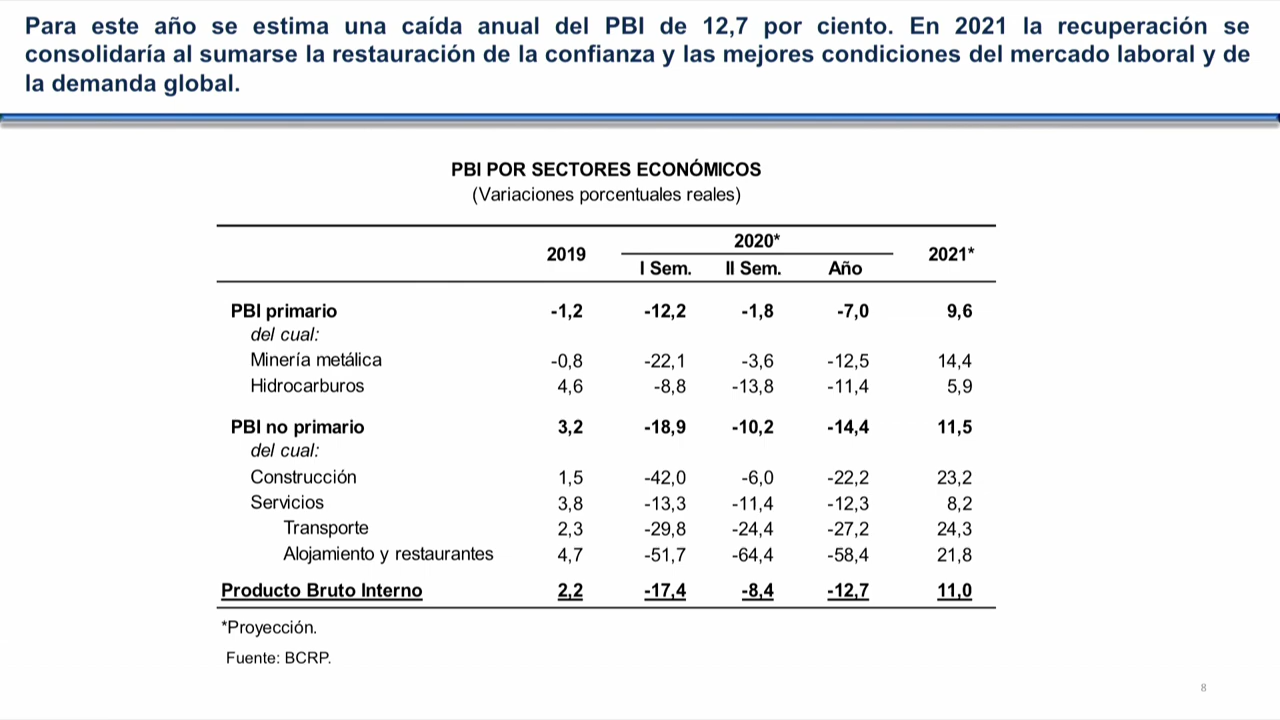 Para este año se estima una caída anual del PBI de 12,7 por ciento. En 2021 la recuperación se
consolidaría al sumarse la restauración de la confianza y las mejores condiciones del mercado laboral y de
la demanda global.
PBI POR SECTORES ECONÓMICOS
(Variaciones porcentuales reales)
2019 2020* 2021*
I Sem. II Sem. Año
PBI primario -1,2 -12,2 -1,8 -7,0 9,6
del cual:
Minería metálica -0,8 -22,1 -3,6 -12,5 14,4
Hidrocarburos 4,6 -8,8 -13,8 -11,4 5,9
PBI no primario 3,2 -18,9 -10,2 -14,4 11,5
del cual:
Construcción 1,5 -42,0 -6,0 -22,2 23,2
Servicios 3,8 -13,3 -11,4 -12,3 8,2
Transporte 2,3 -29,8 -24,4 -27,2 24,3
Alojamiento y restaurantes 4,7 -51,7 -64,4 -58,4 21,8
Producto Bruto Interno 2,2 -17,4 -8,4 -12,7 11,0
*Proyección.
Fuente: BCRP.
8